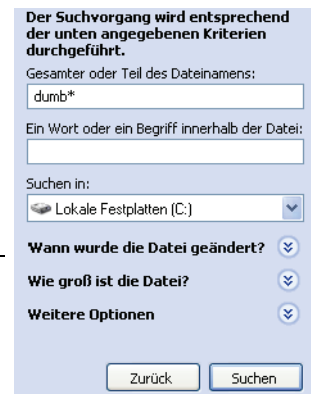 Der Suchvorgang wird entsprechend
der unten angegebenen Kriterien
durchgeführt.
Gesamter oder Teil des Dateinamens:
dumb*
Ein Wort oder ein Begriff innerhalb der Datei:
Suchen in:
Lokale Festplatten (C:)
Wann wurde die Datei geändert?
Wie groß ist die Datei?
Weitere Optionen
Zurück Suchen